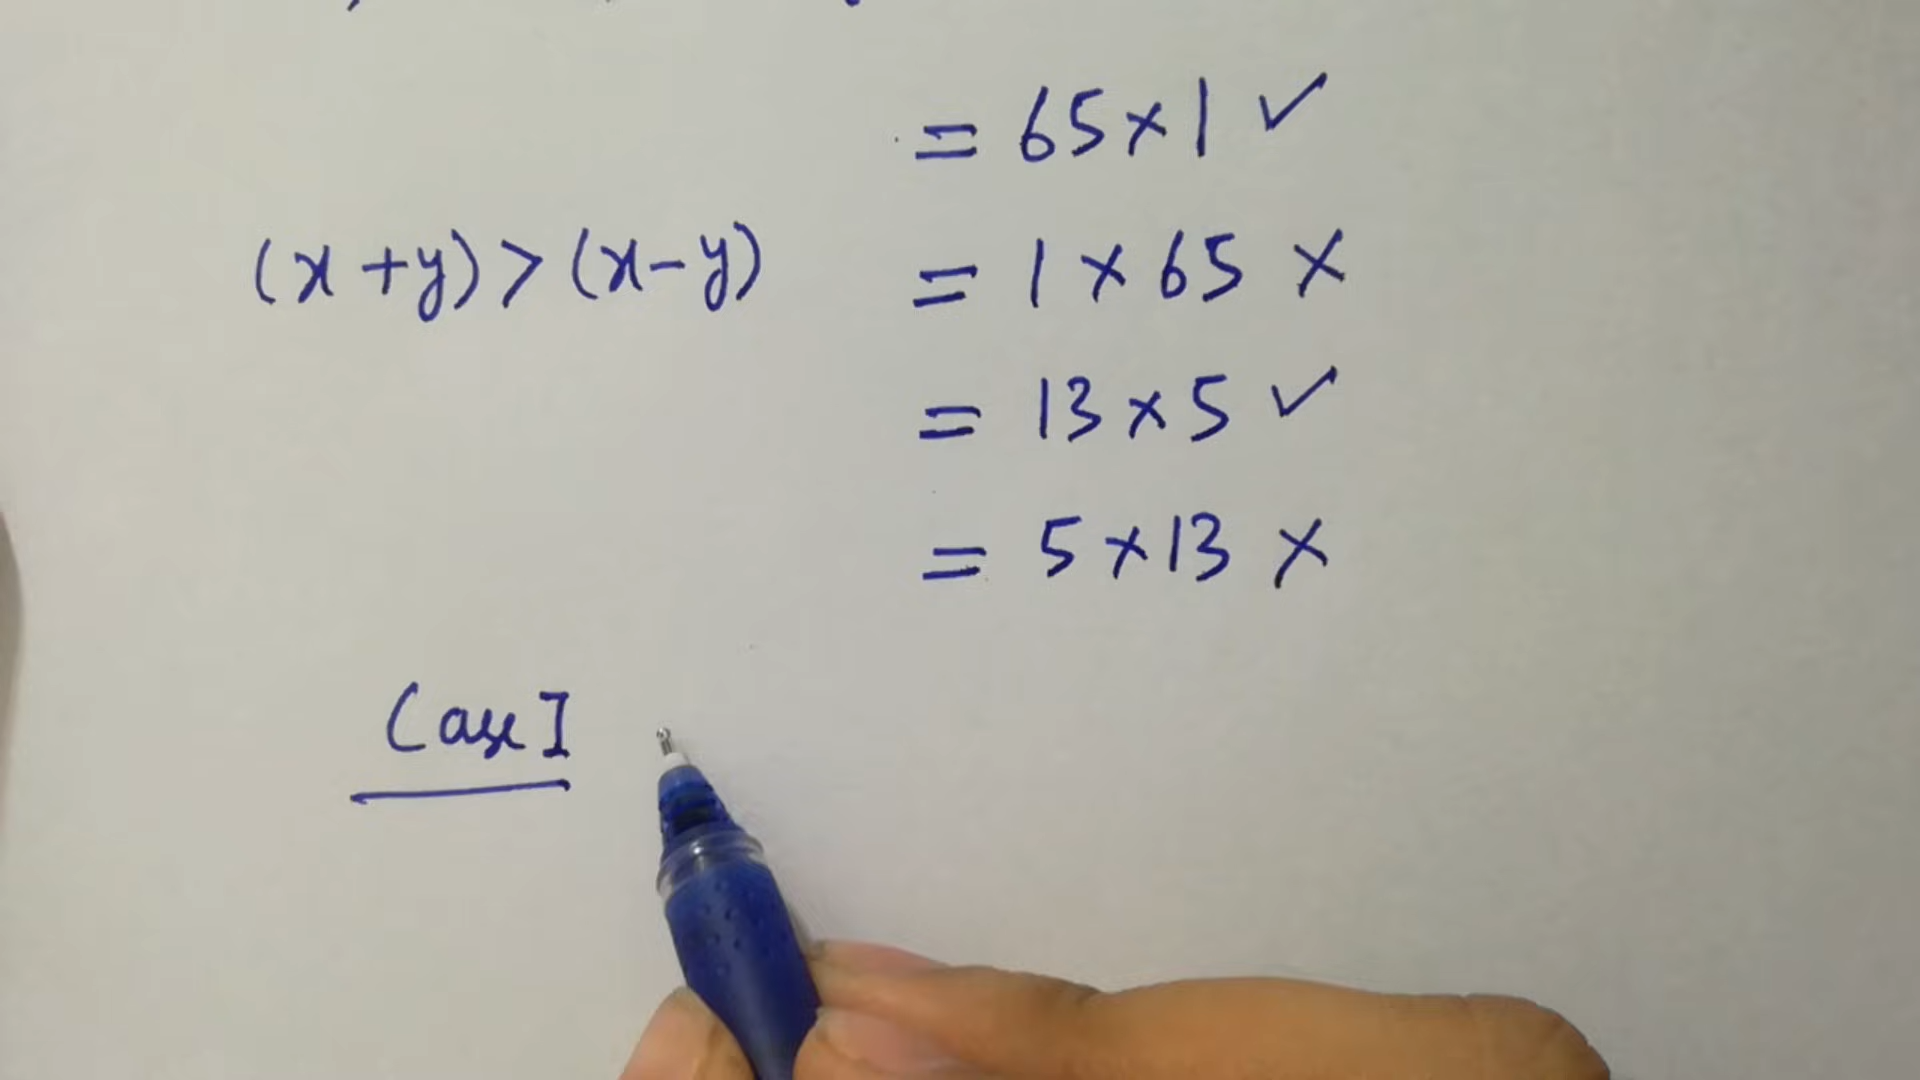 = 65×1 ✓
(x+y)>(x-y) = 1×65 ×
= 13×5 ✓
= 5×13 ×
Case I